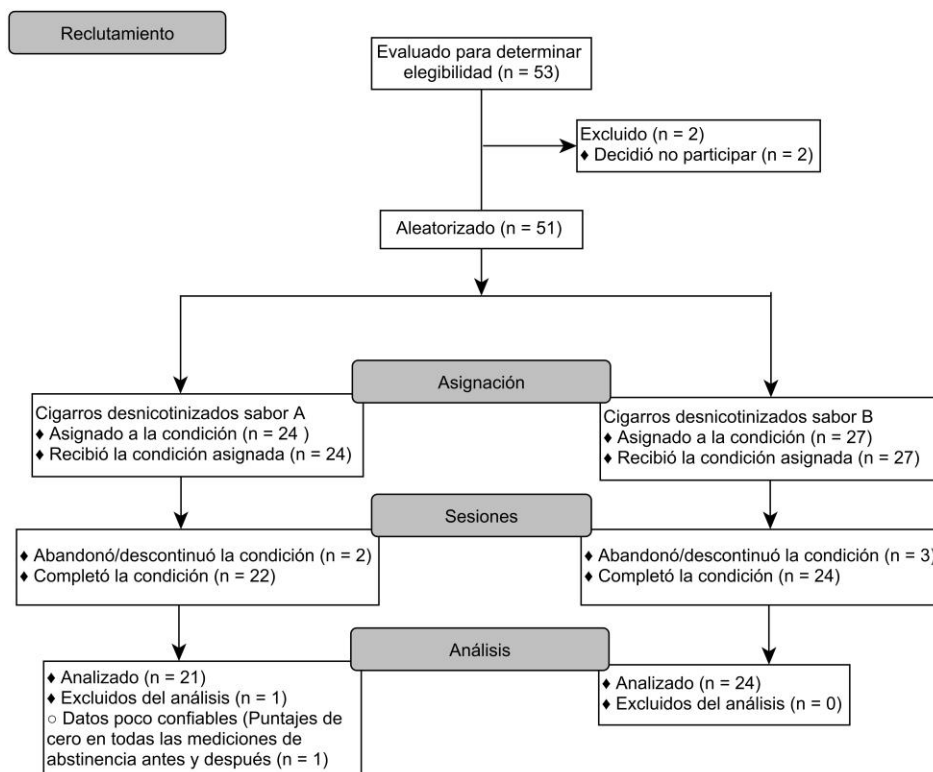 Reclutamiento
Evaluado para determinar
elegibilidad (n = 53)
Excluido (n = 2)
♦ Decidió no participar (n = 2)
Aleatorizado (n = 51)
Asignación
Cigarros desnicotinizados sabor A
♦ Asignado a la condición (n = 24 )
♦ Recibió la condición asignada (n = 24)
Cigarros desnicotinizados sabor B
♦ Asignado a la condición (n = 27)
♦ Recibió la condición asignada (n = 27)
Sesiones
♦ Abandonó/descontinuó la condición (n = 2)
♦ Completó la condición (n = 22)
♦ Abandonó/descontinuó la condición (n = 3)
♦ Completó la condición (n = 24)
Análisis
♦ Analizado (n = 21)
♦ Excluidos del análisis (n = 1)
○ Datos poco confiables (Puntajes de
cero en todas las mediciones de
abstinencia antes y después (n = 1)
♦ Analizado (n = 24)
♦ Excluidos del análisis (n = 0)